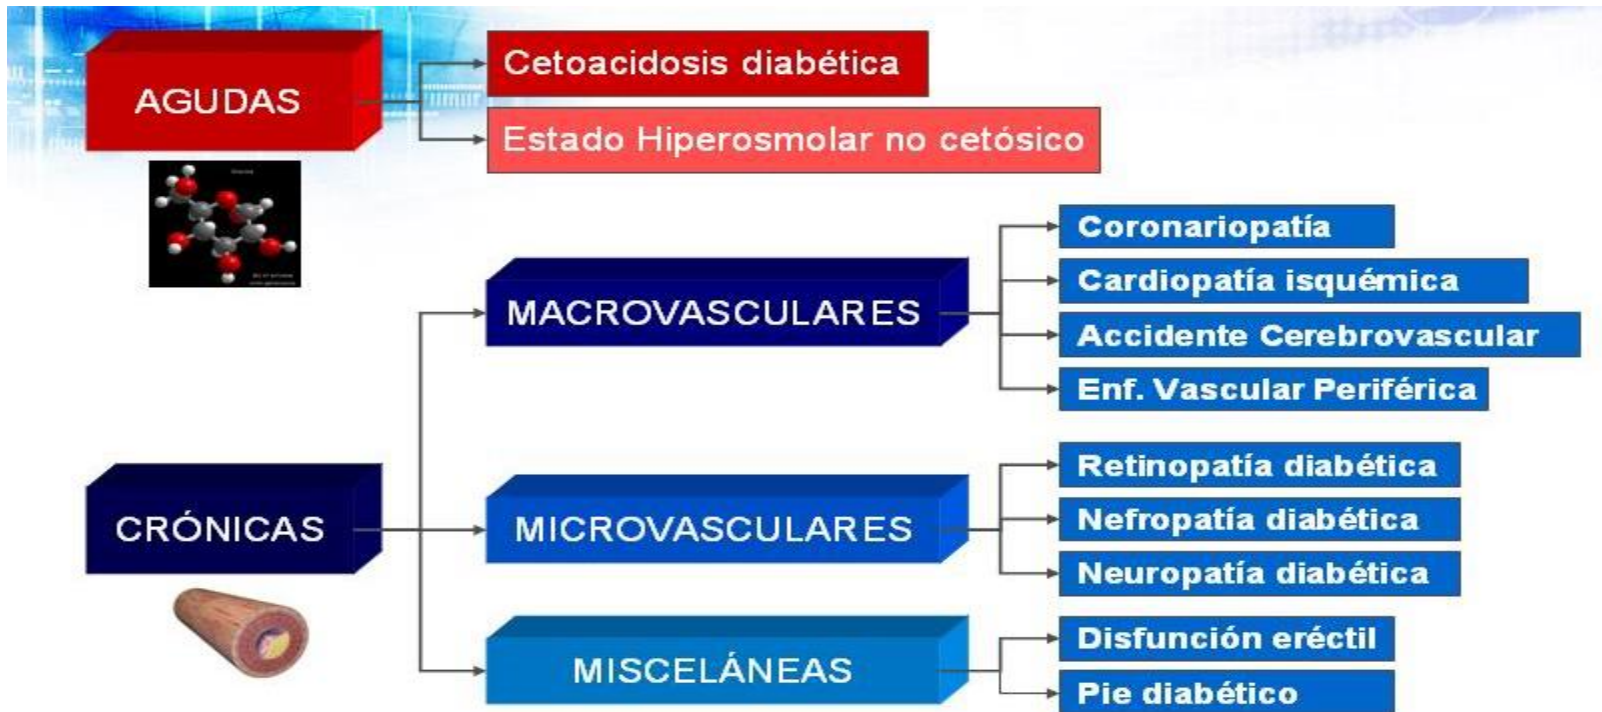 AGUDAS
Cetoacidosis diabética
Estado Hiperosmolar no cetósico
CRÓNICAS
MACROVASCULARES
Coronariopatía
Cardiopatía isquémica
Accidente Cerebrovascular
Enf. Vascular Periférica
MICROVASCULARES
Retinopatía diabética
Nefropatía diabética
Neuropatía diabética
MISCELÁNEAS
Disfunción eréctil
Pie diabético